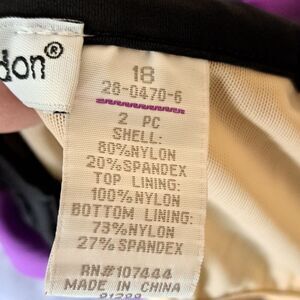 don®
18
28-0470-6
2 PC
SHELL:
80%NYLON
20%SPANDEX
TOP LINING:
100%NYLON
BOTTOM LINING:
73%NYLON
27%SPANDEX
RN#107444
MADE IN CHINA